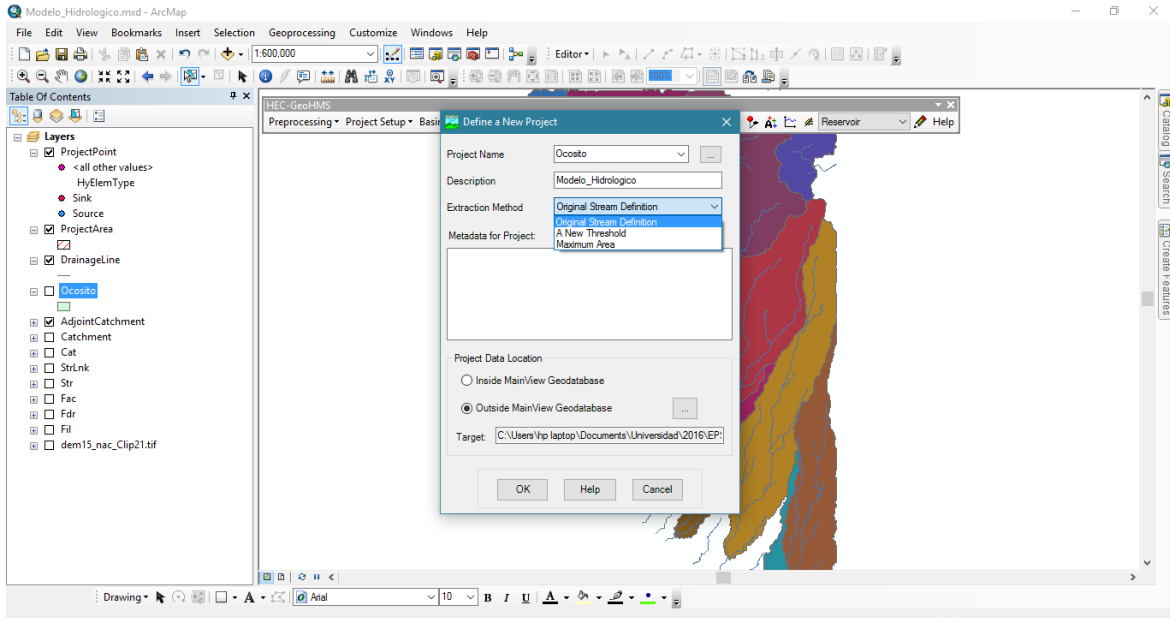 Modelo_Hidrologico.mxd - ArcMap
File Edit View Bookmarks Insert Selection Geoprocessing Customize Windows Help
1:600,000
Editor
100%
Table Of Contents
Layers
ProjectPoint
<all other values>
HyElemType
Sink
Source
ProjectArea
DrainageLine
Ocosito
AdjointCatchment
Catchment
Cat
StrLnk
Str
Fac
Fdr
Fil
dem15_nac_Clip21.tif
HEC-GeoHMS
Preprocessing Project Setup Basi
Reservoir
Help
Define a New Project
Project Name Ocosito ...
Description Modelo_Hidrologico
Extraction Method Original Stream Definition
Original Stream Definition
A New Threshold
Maximum Area
Metadata for Project:
Project Data Location
Inside MainView Geodatabase
Outside MainView Geodatabase ...
Target: C:\Users\hp laptop\Documents\Universidad\2016\EP:
OK Help Cancel
Catalog
Search
Create Features
Drawing A Arial 10 B I U A